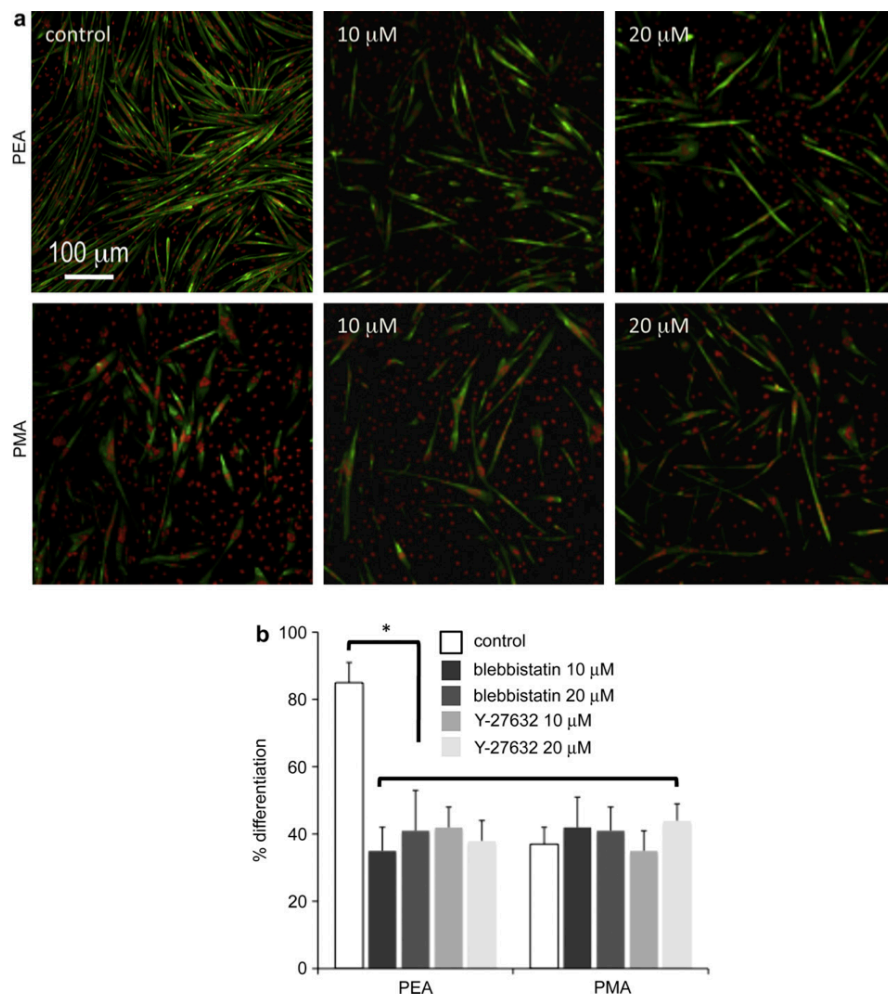 a
control
10 μM
20 μM
PEA
100 μm
10 μM
20 μM
PMA
b
*
control
blebbistatin 10 μM
blebbistatin 20 μM
Y-27632 10 μM
Y-27632 20 μM
% differentiation
100
80
60
40
20
0
PEA
PMA